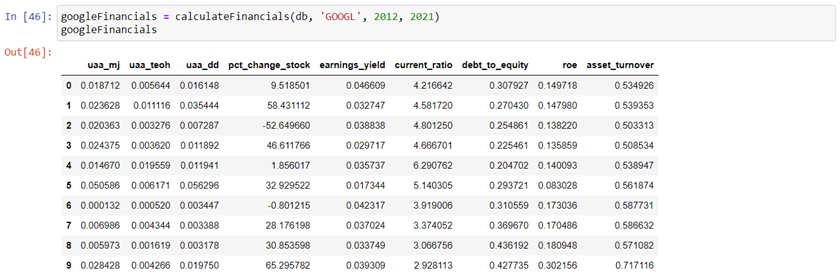 In [46]: googleFinancials = calculateFinancials(db, 'GOOGL', 2012, 2021)
googleFinancials
Out[46]:
uaa_mj uaa_teoh uaa_dd pct_change_stock earnings_yield current_ratio debt_to_equity roe asset_turnover
0 0.018712 0.005644 0.016148 9.518501 0.046609 4.216642 0.307927 0.149718 0.534926
1 0.023628 0.011116 0.035444 58.431112 0.032747 4.581720 0.270430 0.147980 0.539353
2 0.020363 0.003276 0.007287 -52.649660 0.038838 4.801250 0.254861 0.138220 0.503313
3 0.024375 0.003620 0.011892 46.611766 0.029717 4.666701 0.225461 0.135859 0.508534
4 0.014670 0.019559 0.011941 1.856017 0.035737 6.290762 0.204702 0.140093 0.538947
5 0.050586 0.006171 0.056296 32.929522 0.017344 5.140305 0.293721 0.083028 0.561874
6 0.000132 0.000520 0.003447 -0.801215 0.042317 3.919006 0.310559 0.173036 0.587731
7 0.006986 0.004344 0.003388 28.176198 0.037024 3.374052 0.369670 0.170486 0.586632
8 0.005973 0.001619 0.003178 30.853598 0.033749 3.066756 0.436192 0.180948 0.571082
9 0.028428 0.004266 0.019750 65.295782 0.039309 2.928113 0.427735 0.302156 0.717116